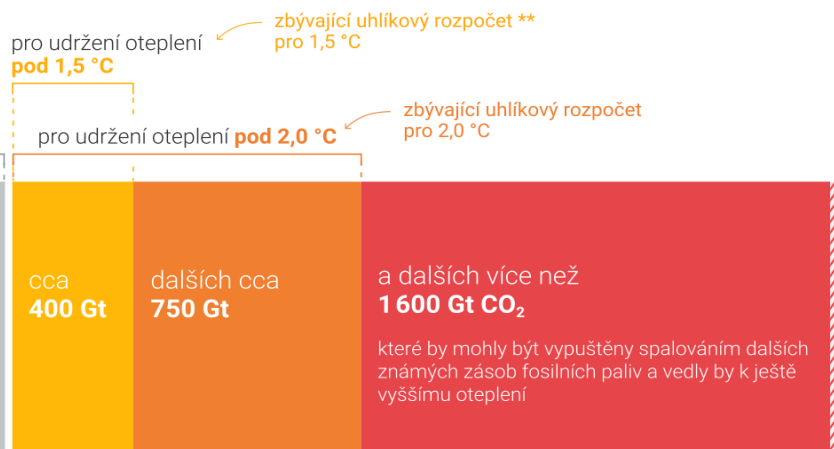 zbývající uhlíkový rozpočet **
pro 1,5 °C
pro udržení oteplení
pod 1,5 °C
zbývající uhlíkový rozpočet
pro 2,0 °C
pro udržení oteplení pod 2,0 °C
cca
400 Gt
dalších cca
750 Gt
a dalších více než
1 600 Gt CO₂
které by mohly být vypuštěny spalováním dalších
známých zásob fosilních paliv a vedly by k ještě
vyššímu oteplení